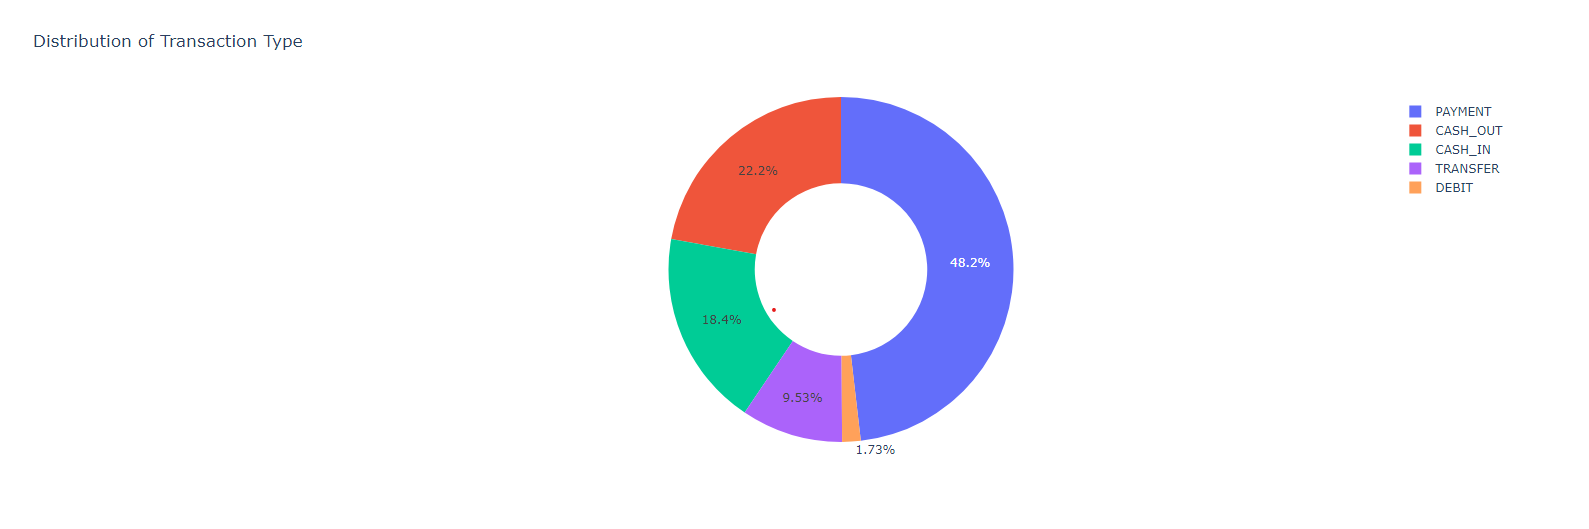 Distribution of Transaction Type
PAYMENT
CASH_OUT
CASH_IN
TRANSFER
DEBIT
22.2%
48.2%
18.4%
9.53%
1.73%